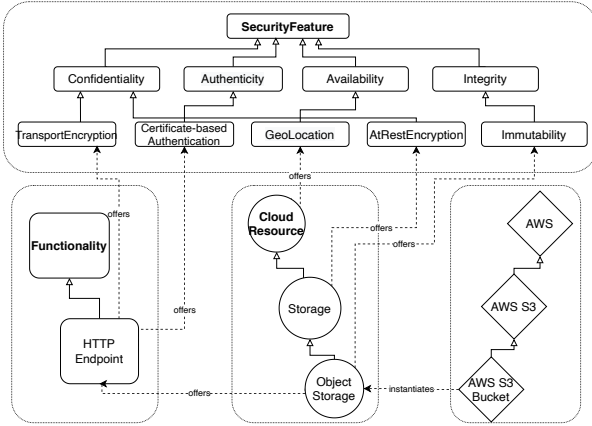 SecurityFeature
Confidentiality
Authenticity
Availability
Integrity
TransportEncryption
Certificate-based
Authentication
GeoLocation
AtRestEncryption
Immutability
offers
offers
Functionality
Cloud
Resource
offers
offers
AWS
offers
Storage
AWS S3
HTTP
Endpoint
Object
Storage
offers
instantiates
AWS S3
Bucket